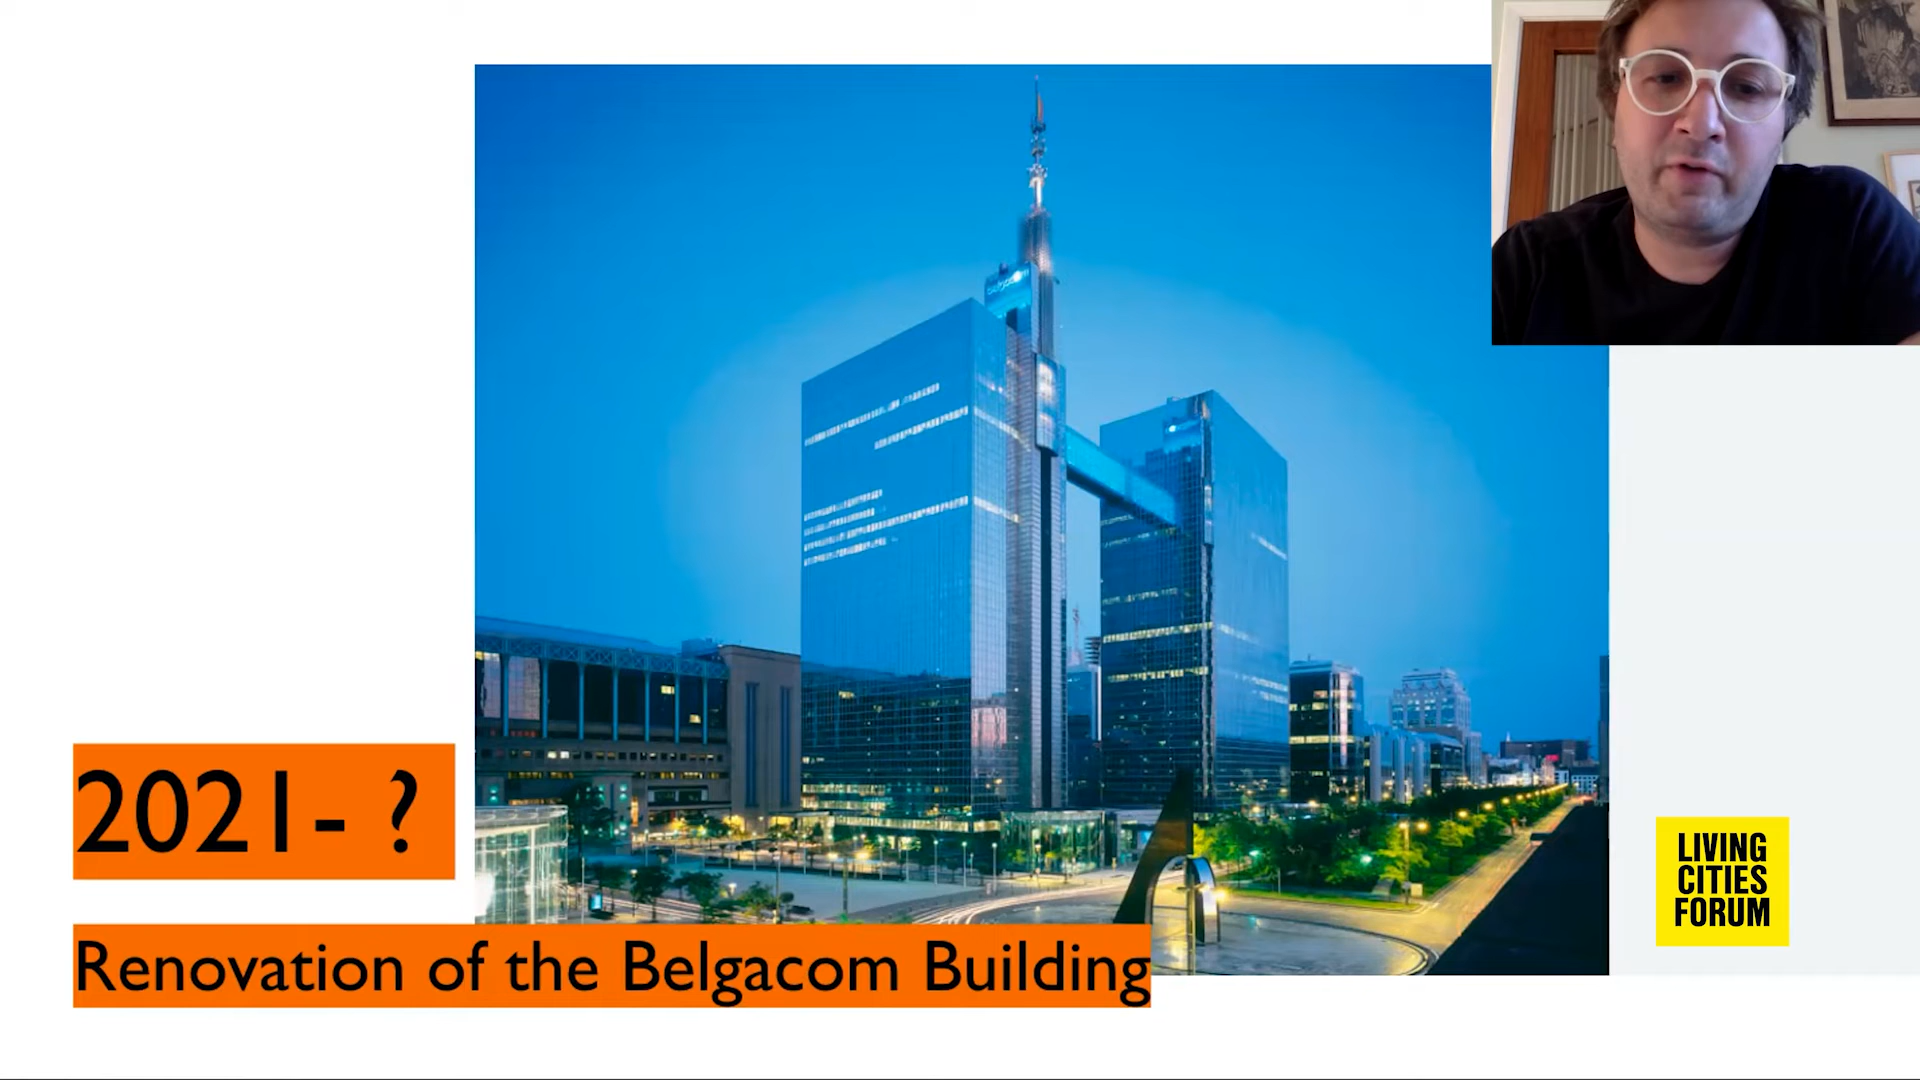 2021- ?
Renovation of the Belgacom Building
LIVING
CITIES
FORUM